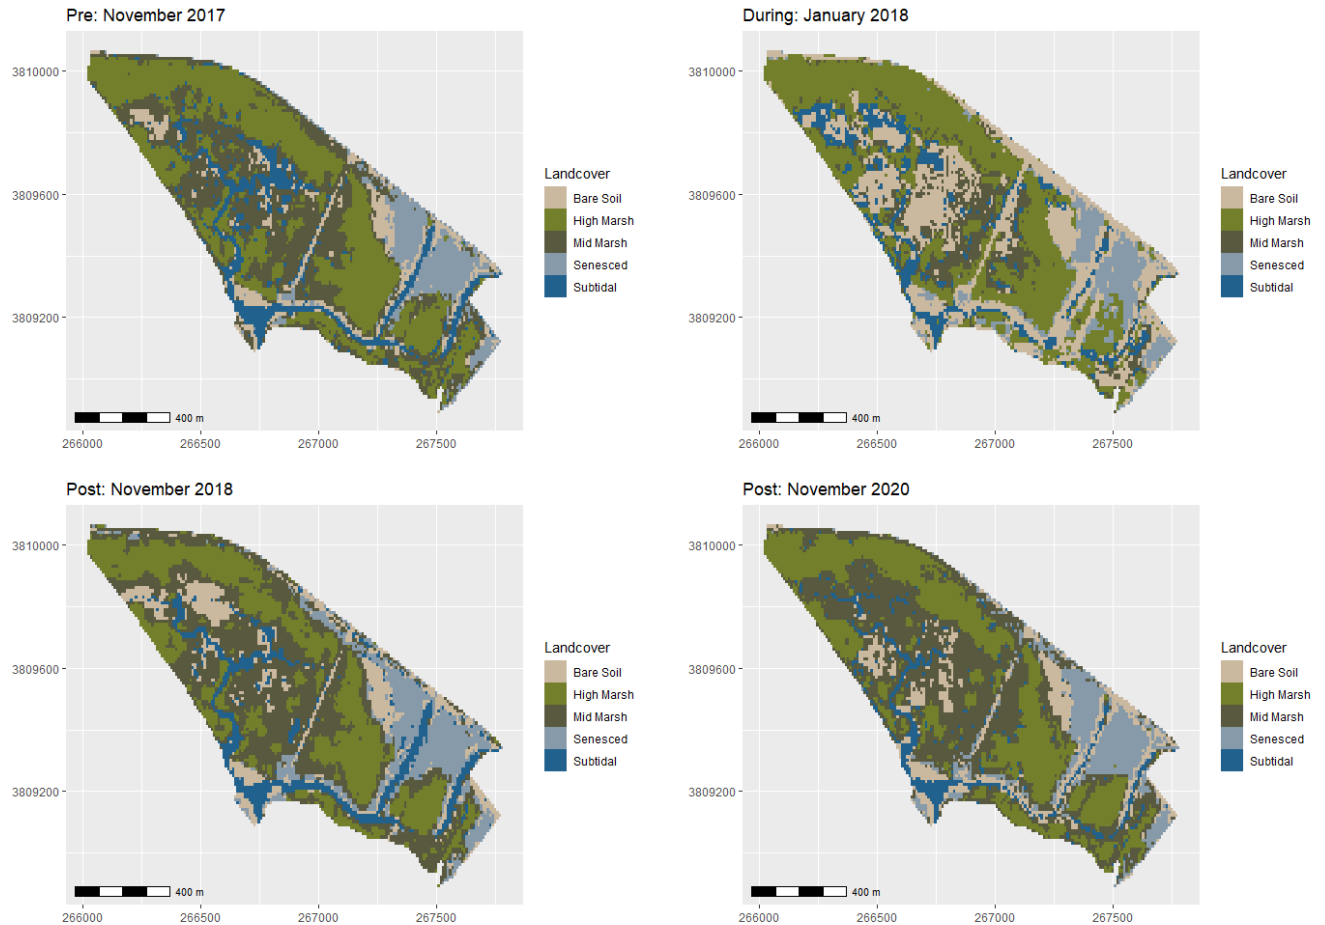 Pre: November 2017
3810000
3809600
3809200
266000
266500
267000
267500
400 m
Landcover
Bare Soil
High Marsh
Mid Marsh
Senesced
Subtidal
During: January 2018
3810000
3809600
3809200
266000
266500
267000
267500
400 m
Landcover
Bare Soil
High Marsh
Mid Marsh
Senesced
Subtidal
Post: November 2018
3810000
3809600
3809200
266000
266500
267000
267500
400 m
Landcover
Bare Soil
High Marsh
Mid Marsh
Senesced
Subtidal
Post: November 2020
3810000
3809600
3809200
266000
266500
267000
267500
400 m
Landcover
Bare Soil
High Marsh
Mid Marsh
Senesced
Subtidal